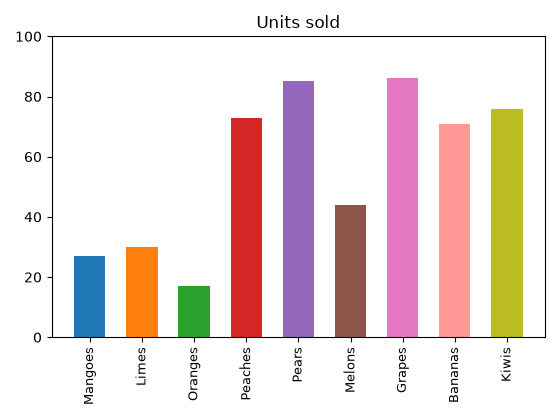 Units sold
100
80
60
40
20
0
Mangoes
Limes
Oranges
Peaches
Pears
Melons
Grapes
Bananas
Kiwis